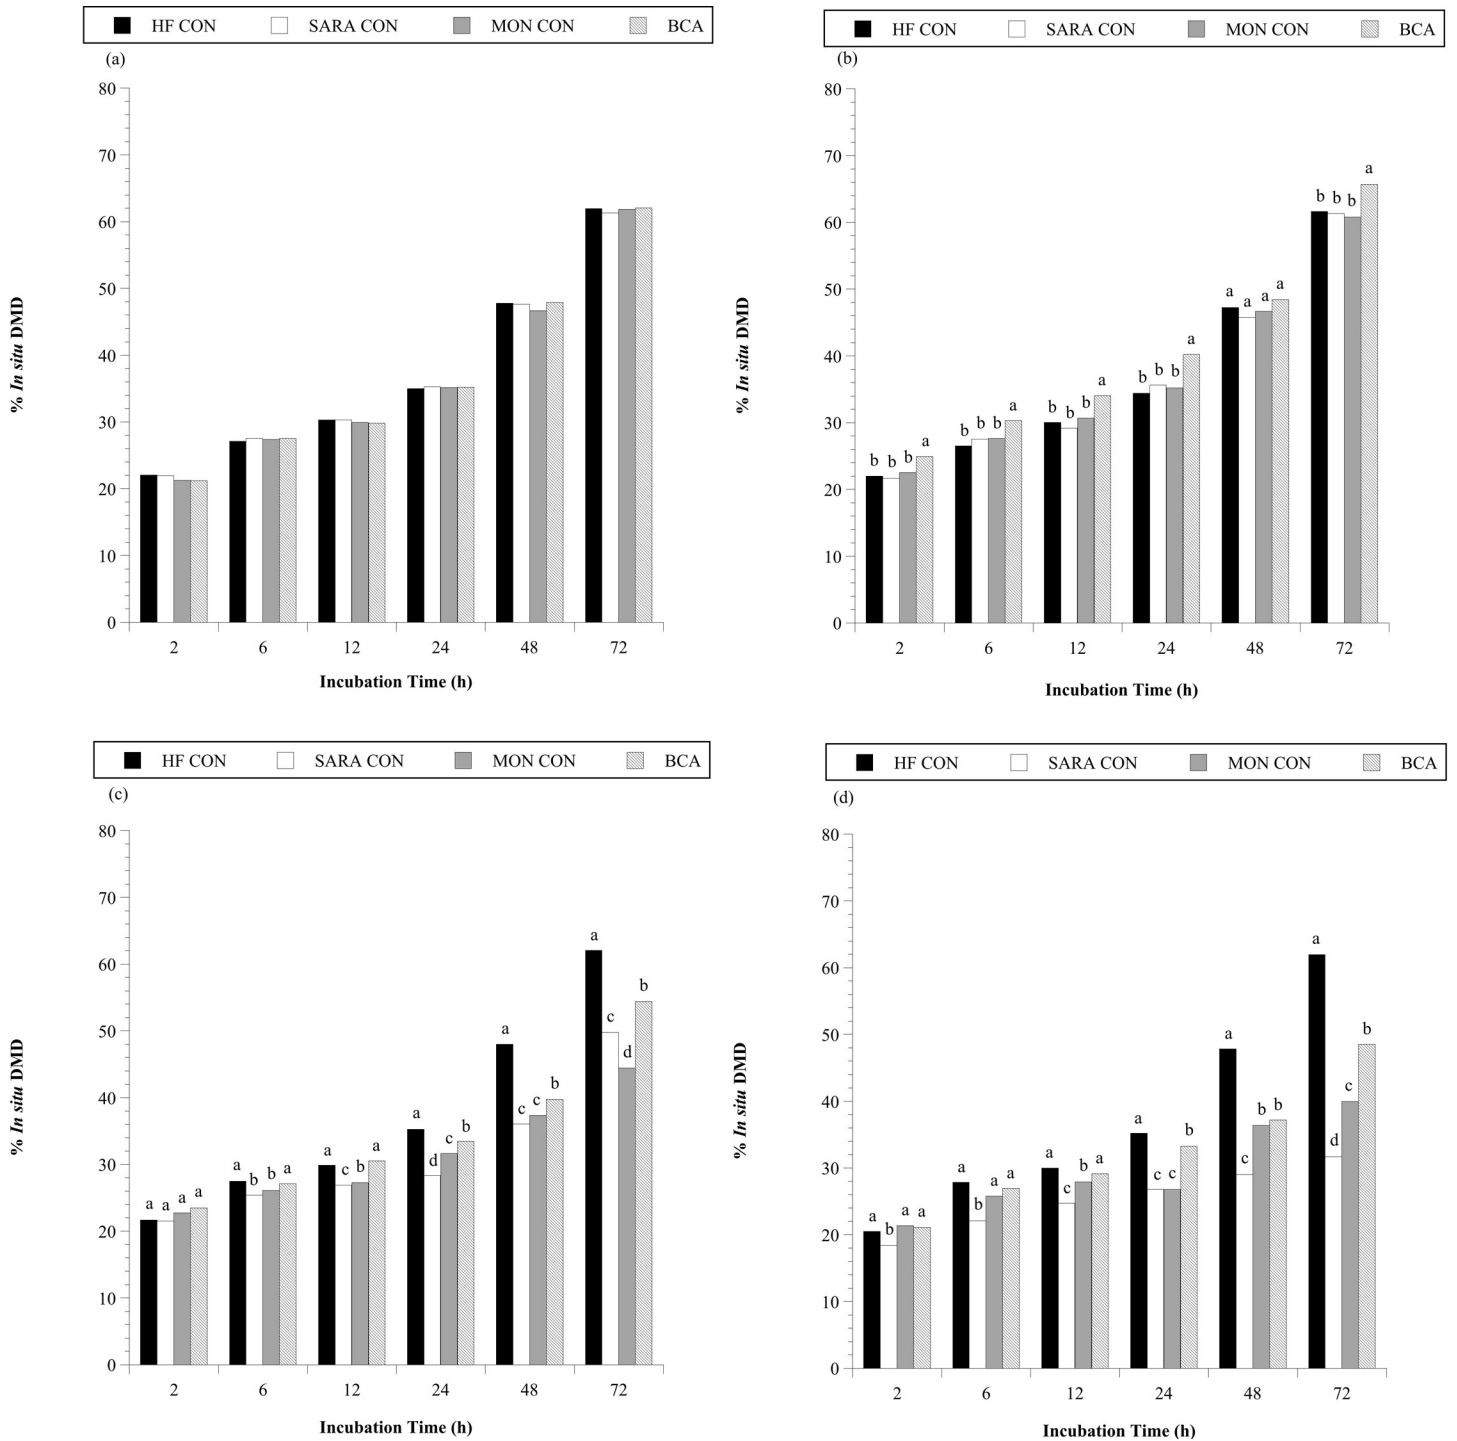 HF CON SARA CON MON CON BCA
(a)
80
70
60
50
40
30
20
10
0
% In situ DMD
2 6 12 24 48 72
Incubation Time (h)
HF CON SARA CON MON CON BCA
(b)
80
70
60
50
40
30
20
10
0
% In situ DMD
b b b a
b b b a
b b b a
b b b a
a a a a
b b b a
2 6 12 24 48 72
Incubation Time (h)
HF CON SARA CON MON CON BCA
(c)
80
70
60
50
40
30
20
10
0
% In situ DMD
a a a a
a b b a
a c b a
a d c b
a c c b
a c d b
2 6 12 24 48 72
Incubation Time (h)
HF CON SARA CON MON CON BCA
(d)
80
70
60
50
40
30
20
10
0
% In situ DMD
a b a a
a b a a
a c b a
a c c b
a c b b
a d c b
2 6 12 24 48 72
Incubation Time (h)